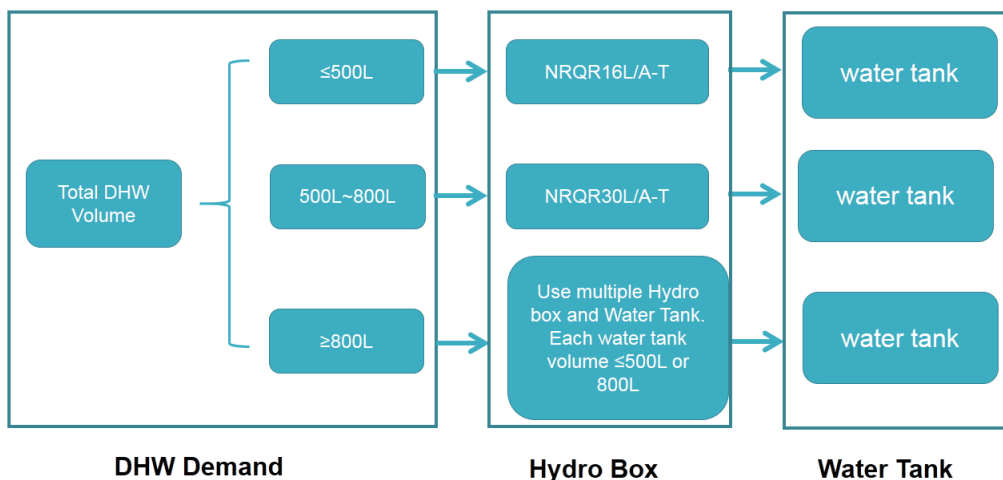 Total DHW
Volume
≤500L
500L~800L
≥800L
DHW Demand
NRQR16L/A-T
NRQR30L/A-T
Use multiple Hydro
box and Water Tank.
Each water tank
volume ≤500L or
800L
Hydro Box
water tank
water tank
water tank
Water Tank